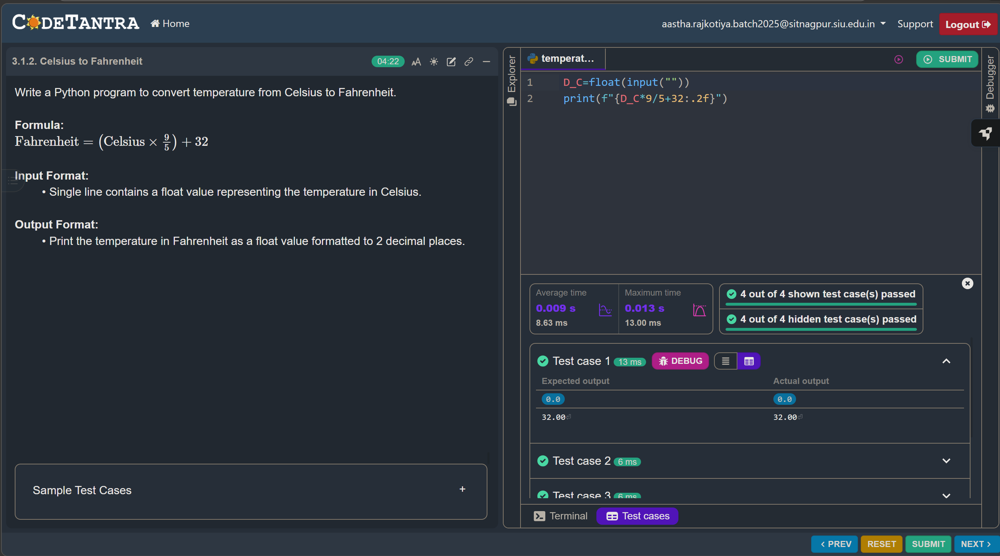 CODETANTRA
Home
aastha.rajkotiya.batch2025@sitnagpur.siu.edu.in
Support
Logout
3.1.2. Celsius to Fahrenheit
04:22
AA
Write a Python program to convert temperature from Celsius to Fahrenheit.
Formula:
Fahrenheit = (Celsius × 9/5) + 32
Input Format:
• Single line contains a float value representing the temperature in Celsius.
Output Format:
• Print the temperature in Fahrenheit as a float value formatted to 2 decimal places.
Sample Test Cases
+
Explorer
temperat...
SUBMIT
Debugger
1 D_C=float(input(""))
2 print(f"{D_C*9/5+32:.2f}")
Average time
0.009 s
8.63 ms
Maximum time
0.013 s
13.00 ms
4 out of 4 shown test case(s) passed
4 out of 4 hidden test case(s) passed
Test case 1 13 ms
DEBUG
Expected output Actual output
0.0 0.0
32.00⏎ 32.00⏎
Test case 2 6 ms
Test case 3 6 ms
Terminal
Test cases
< PREV
RESET
SUBMIT
NEXT >